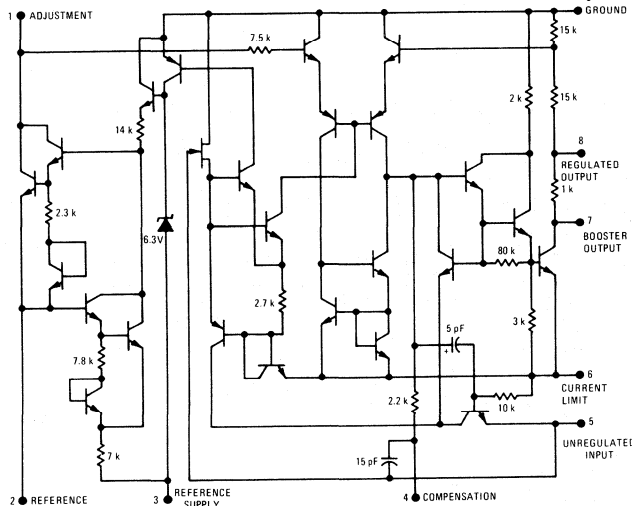 1 ADJUSTMENT
GROUND
7.5 k
15 k
2 k
15 k
14 k
8
REGULATED
OUTPUT
1 k
2.3 k
6.3V
7
BOOSTER
OUTPUT
80 k
2.7 k
5 pF
+
3 k
7.8 k
6
CURRENT
LIMIT
2.2 k
10 k
5
UNREGULATED
INPUT
7 k
15 pF
2 REFERENCE
3 REFERENCE
SUPPLY
4 COMPENSATION